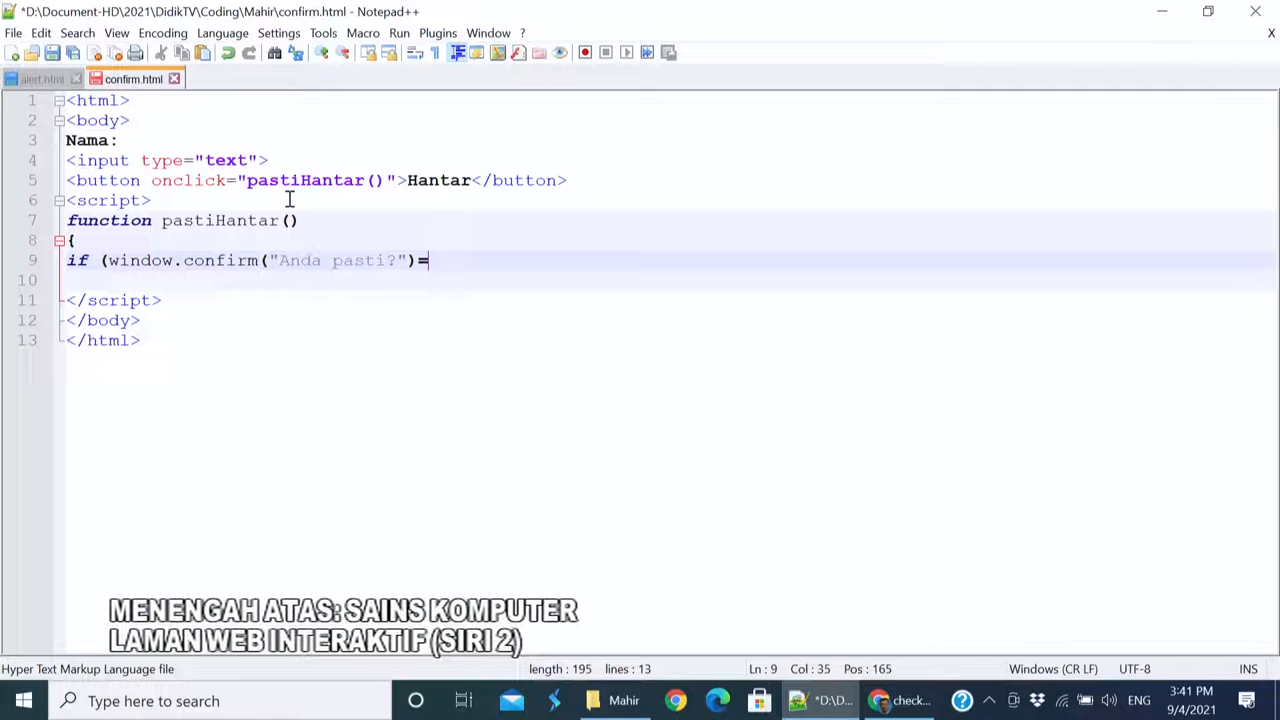 *D:\Document-HD\2021\DidikTV\Coding\Mahir\confirm.html - Notepad++
File Edit Search View Encoding Language Settings Tools Macro Run Plugins Window ? X
alert.html confirm.html
1 <html>
2 <body>
3 Nama:
4 <input type="text">
5 <button onclick="pastiHantar()">Hantar</button>
6 <script>
7 function pastiHantar()
8 {
9 if (window.confirm("Anda pasti?")=
10
11 </script>
12 </body>
13 </html>
MENENGAH ATAS: SAINS KOMPUTER
LAMAN WEB INTERAKTIF (SIRI 2)
Hyper Text Markup Language file length : 195 lines : 13 Ln : 9 Col : 35 Pos : 165 Windows (CR LF) UTF-8 INS
Type here to search Mahir *D:\D... check... ENG 3:41 PM
9/4/2021